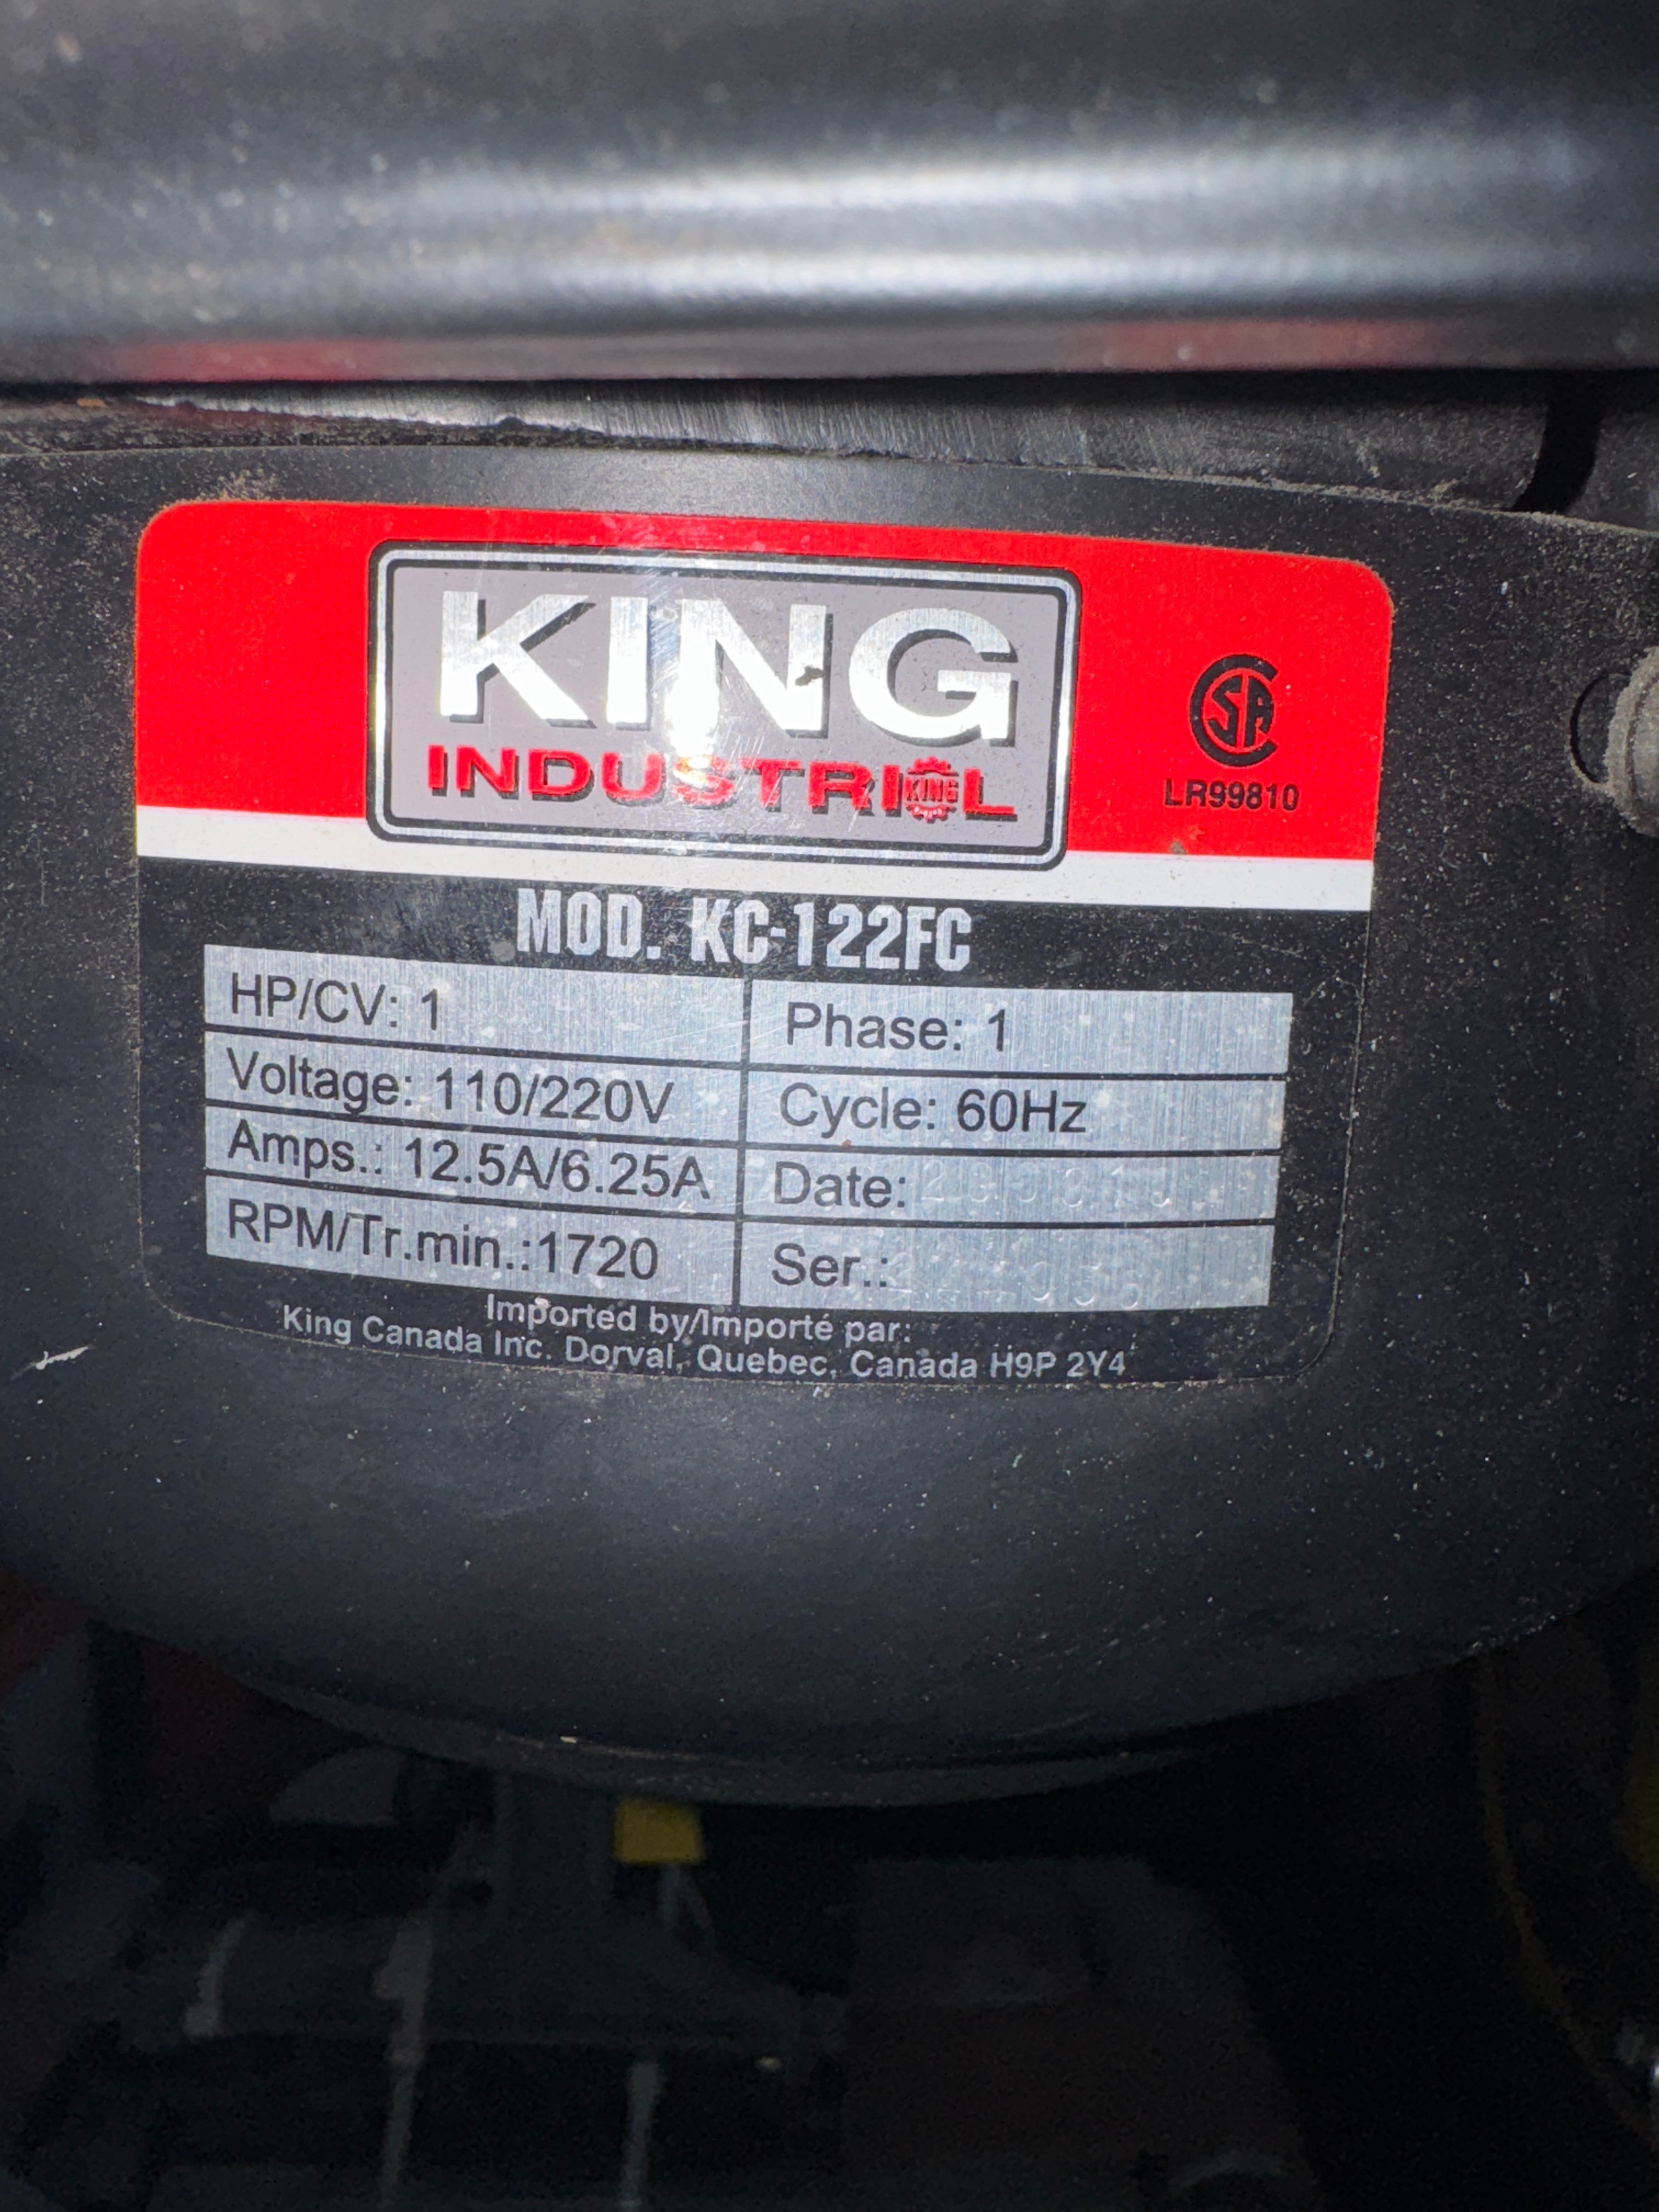 KING
INDUSTRIAL
KING
CSA
LR99810
MOD. KC-122FC
HP/CV: 1
Phase: 1
Voltage: 110/220V
Cycle: 60Hz
Amps.: 12.5A/6.25A
Date:
RPM/Tr.min.:1720
Ser.:
Imported by/Importé par:
King Canada Inc. Dorval, Quebec, Canada H9P 2Y4